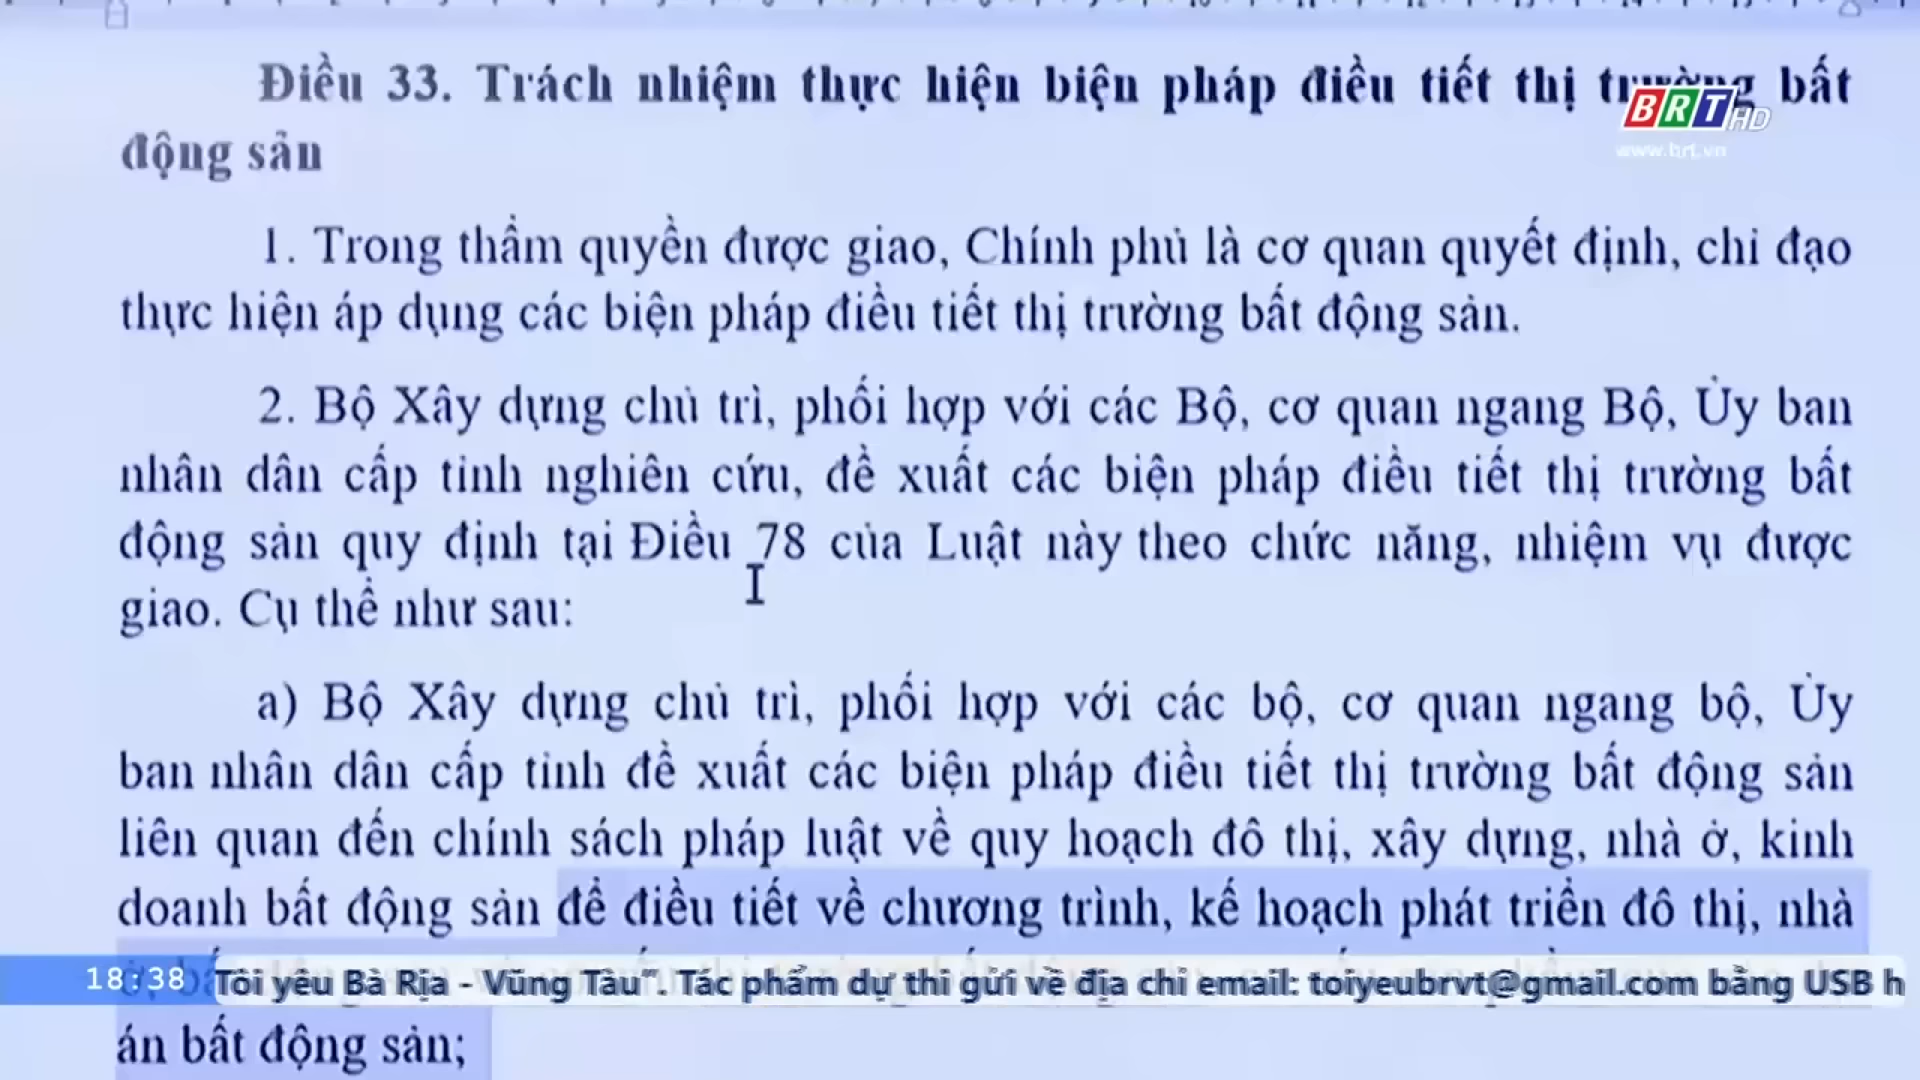 Điều 33. Trách nhiệm thực hiện biện pháp điều tiết thị trường bất
động sản
BRT HD
www.brt.vn
1. Trong thẩm quyền được giao, Chính phủ là cơ quan quyết định, chỉ đạo
thực hiện áp dụng các biện pháp điều tiết thị trường bất động sản.
2. Bộ Xây dựng chủ trì, phối hợp với các Bộ, cơ quan ngang Bộ, Ủy ban
nhân dân cấp tỉnh nghiên cứu, đề xuất các biện pháp điều tiết thị trường bất
động sản quy định tại Điều 78 của Luật này theo chức năng, nhiệm vụ được
giao. Cụ thể như sau:
a) Bộ Xây dựng chủ trì, phối hợp với các bộ, cơ quan ngang bộ, Ủy
ban nhân dân cấp tỉnh đề xuất các biện pháp điều tiết thị trường bất động sản
liên quan đến chính sách pháp luật về quy hoạch đô thị, xây dựng, nhà ở, kinh
doanh bất động sản để điều tiết về chương trình, kế hoạch phát triển đô thị, nhà
18:38 Tôi yêu Bà Rịa - Vũng Tàu”. Tác phẩm dự thi gửi về địa chỉ email: toiyeubrvt@gmail.com bằng USB h
án bất động sản;